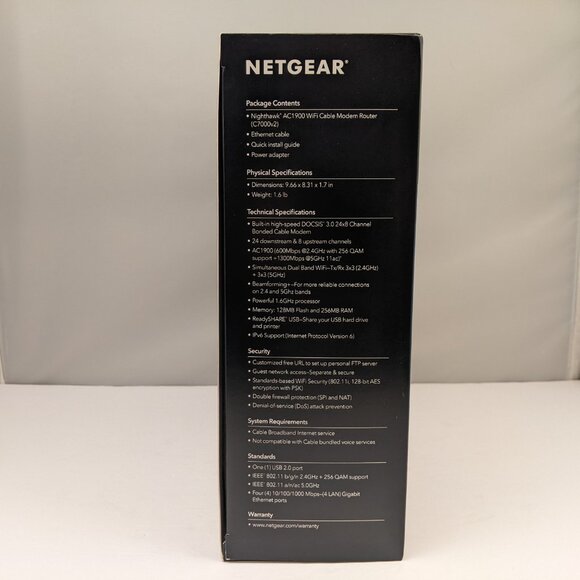 NETGEAR®
Package Contents
• Nighthawk® AC1900 WiFi Cable Modem Router
(C7000v2)
• Ethernet cable
• Quick install guide
• Power adapter
Physical Specifications
• Dimensions: 9.66 x 8.31 x 1.7 in
• Weight: 1.6 lb
Technical Specifications
• Built-in high-speed DOCSIS® 3.0 24x8 Channel
Bonded Cable Modem
• 24 downstream & 8 upstream channels
• AC1900 (600Mbps @2.4GHz with 256 QAM
support +1300Mbps @5GHz 11ac)†
• Simultaneous Dual Band WiFi—Tx/Rx 3x3 (2.4GHz)
+ 3x3 (5GHz)
• Beamforming+—For more reliable connections
on 2.4 and 5Ghz bands
• Powerful 1.6GHz processor
• Memory: 128MB Flash and 256MB RAM
• ReadySHARE® USB—Share your USB hard drive
and printer
• IPv6 Support (Internet Protocol Version 6)
Security
• Customized free URL to set up personal FTP server
• Guest network access—Separate & secure
• Standards-based WiFi Security (802.11i, 128-bit AES
encryption with PSK)
• Double firewall protection (SPI and NAT)
• Denial-of-service (DoS) attack prevention
System Requirements
• Cable Broadband Internet service
• Not compatible with Cable bundled voice services
Standards
• One (1) USB 2.0 port
• IEEE® 802.11 b/g/n 2.4GHz + 256 QAM support
• IEEE® 802.11 a/n/ac 5.0GHz
• Four (4) 10/100/1000 Mbps—(4 LAN) Gigabit
Ethernet ports
Warranty
• www.netgear.com/warranty